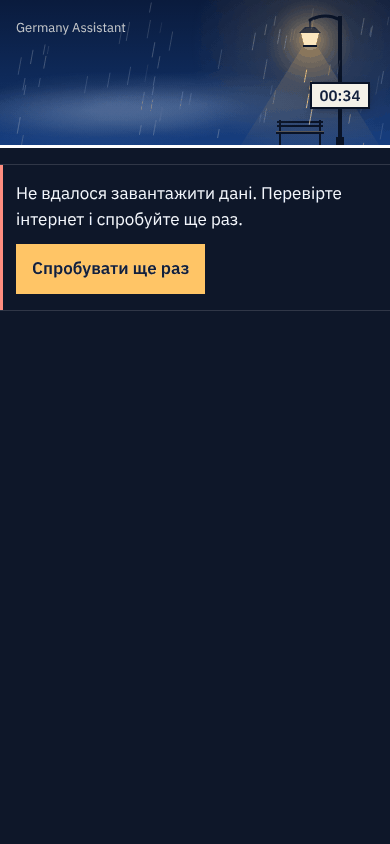 Germany Assistant
00:34
Не вдалося завантажити дані. Перевірте
інтернет і спробуйте ще раз.
Спробувати ще раз